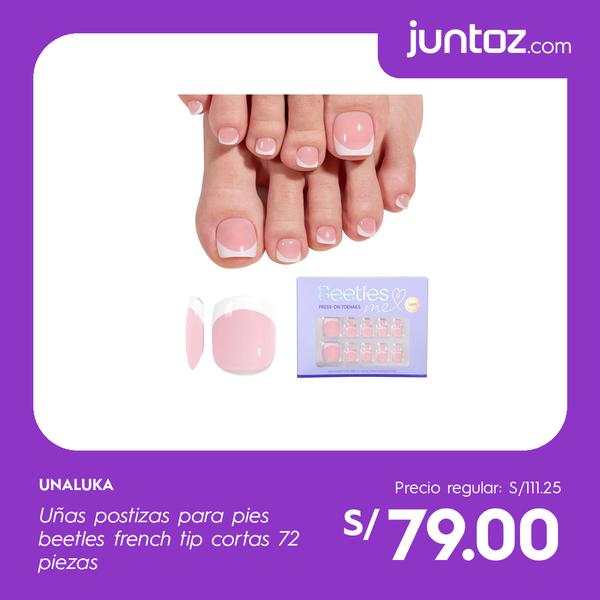 juntoz.com
Beetles
me
PRESS-ON TOENAILS
UNALUKA
Precio regular: S/111.25
Uñas postizas para pies
beetles french tip cortas 72
piezas
S/79.00